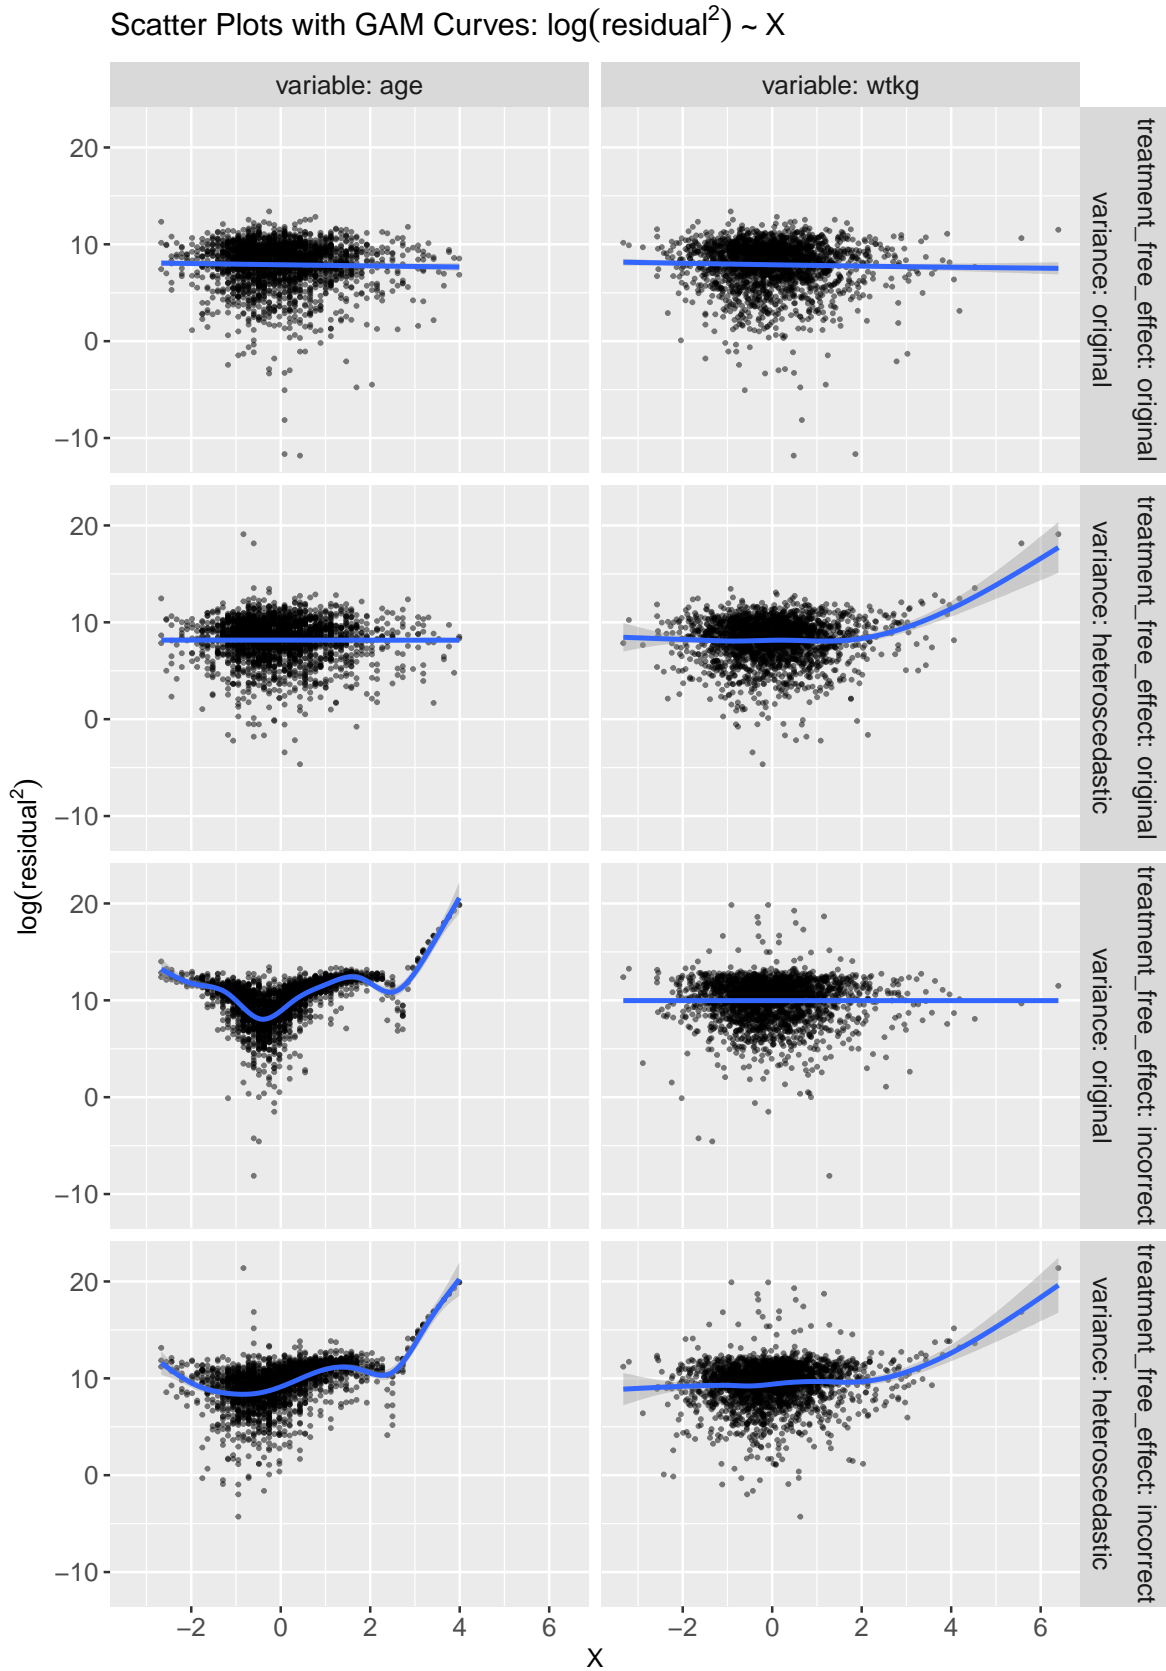 Scatter Plots with GAM Curves: log(residual²) ~ X
variable: age
variable: wtkg
treatment_free_effect: original
variance: original
20
10
0
−10
treatment_free_effect: original
variance: heteroscedastic
20
10
0
−10
log(residual²)
treatment_free_effect: incorrect
variance: original
20
10
0
−10
treatment_free_effect: incorrect
variance: heteroscedastic
20
10
0
−10
−2 0 2 4 6
−2 0 2 4 6
X